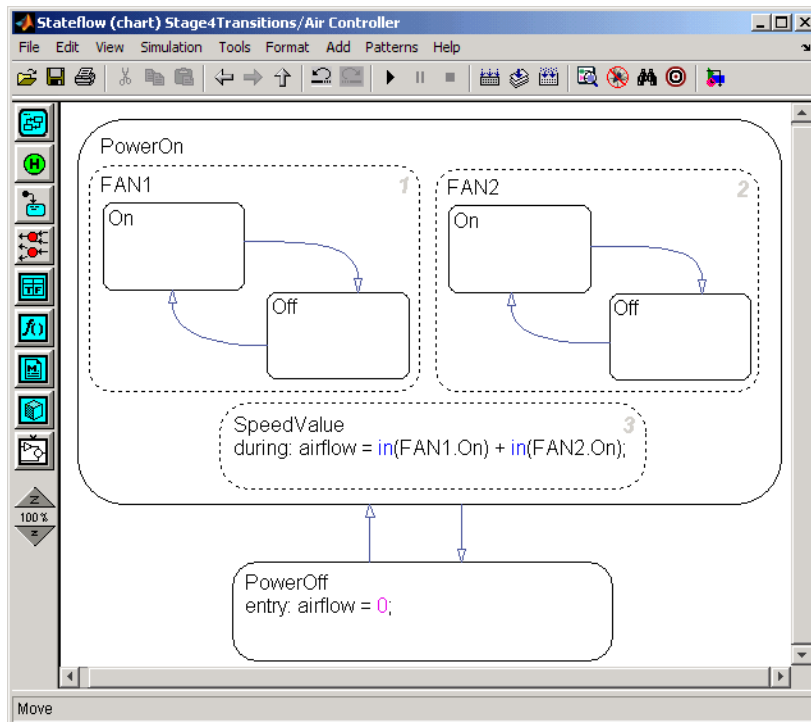 Stateflow (chart) Stage4Transitions/Air Controller
File Edit View Simulation Tools Format Add Patterns Help
H
TF
f()
M
Z
100%
Z
PowerOn
FAN1
1
On
Off
FAN2
2
On
Off
SpeedValue
3
during: airflow = in(FAN1.On) + in(FAN2.On);
PowerOff
entry: airflow = 0;
Move